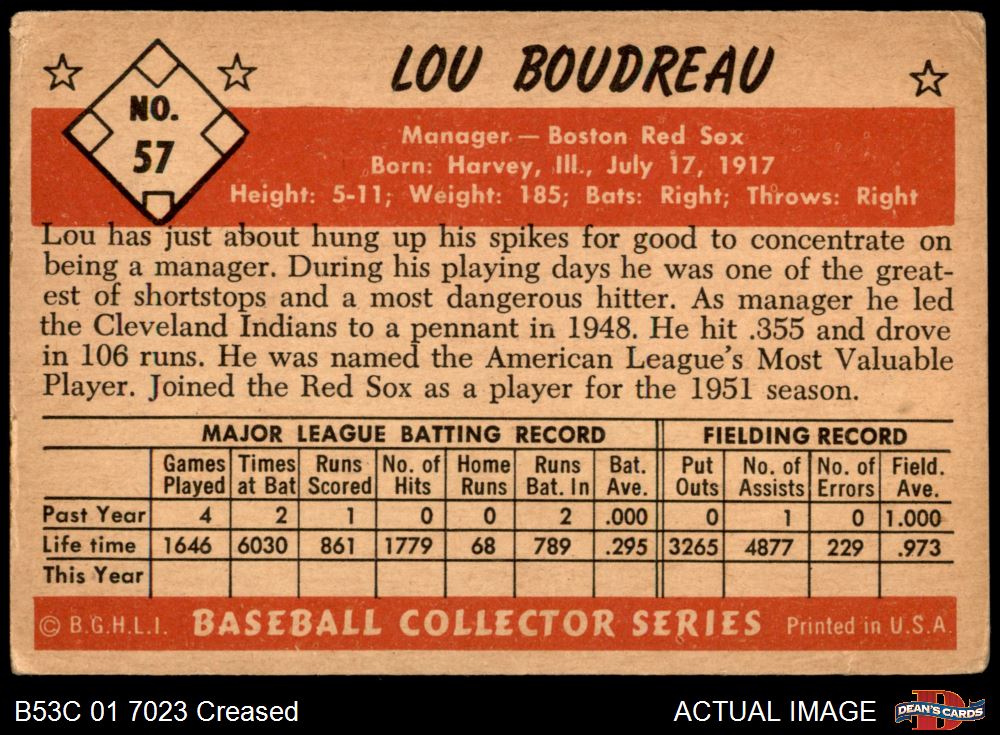 LOU BOUDREAU
NO.
57
Manager — Boston Red Sox
Born: Harvey, Ill., July 17, 1917
Height: 5-11; Weight: 185; Bats: Right; Throws: Right
Lou has just about hung up his spikes for good to concentrate on
being a manager. During his playing days he was one of the great-
est of shortstops and a most dangerous hitter. As manager he led
the Cleveland Indians to a pennant in 1948. He hit .355 and drove
in 106 runs. He was named the American League's Most Valuable
Player. Joined the Red Sox as a player for the 1951 season.
MAJOR LEAGUE BATTING RECORD FIELDING RECORD
Games Times Runs No. of Home Runs Bat. Put No. of No. of Field.
Played at Bat Scored Hits Runs Bat. In Ave. Outs Assists Errors Ave.
Past Year 4 2 1 0 0 2 .000 0 1 0 1.000
Life time 1646 6030 861 1779 68 789 .295 3265 4877 229 .973
This Year
© B.G.H.L.I. BASEBALL COLLECTOR SERIES Printed in U.S.A.
B53C 01 7023 Creased ACTUAL IMAGE DEAN'S CARDS